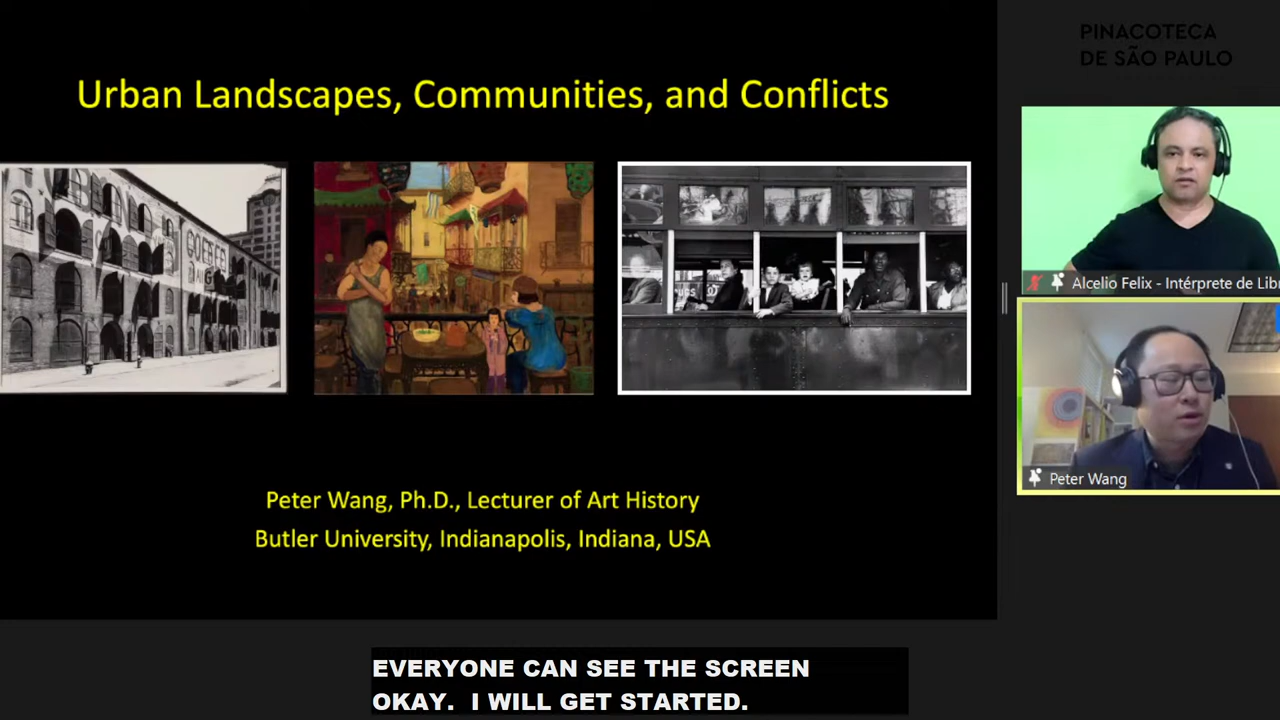 PINACOTECA
DE SÃO PAULO
Urban Landscapes, Communities, and Conflicts
Alcelio Felix - Intérprete de Libr
Peter Wang
Peter Wang, Ph.D., Lecturer of Art History
Butler University, Indianapolis, Indiana, USA
EVERYONE CAN SEE THE SCREEN
OKAY. I WILL GET STARTED.